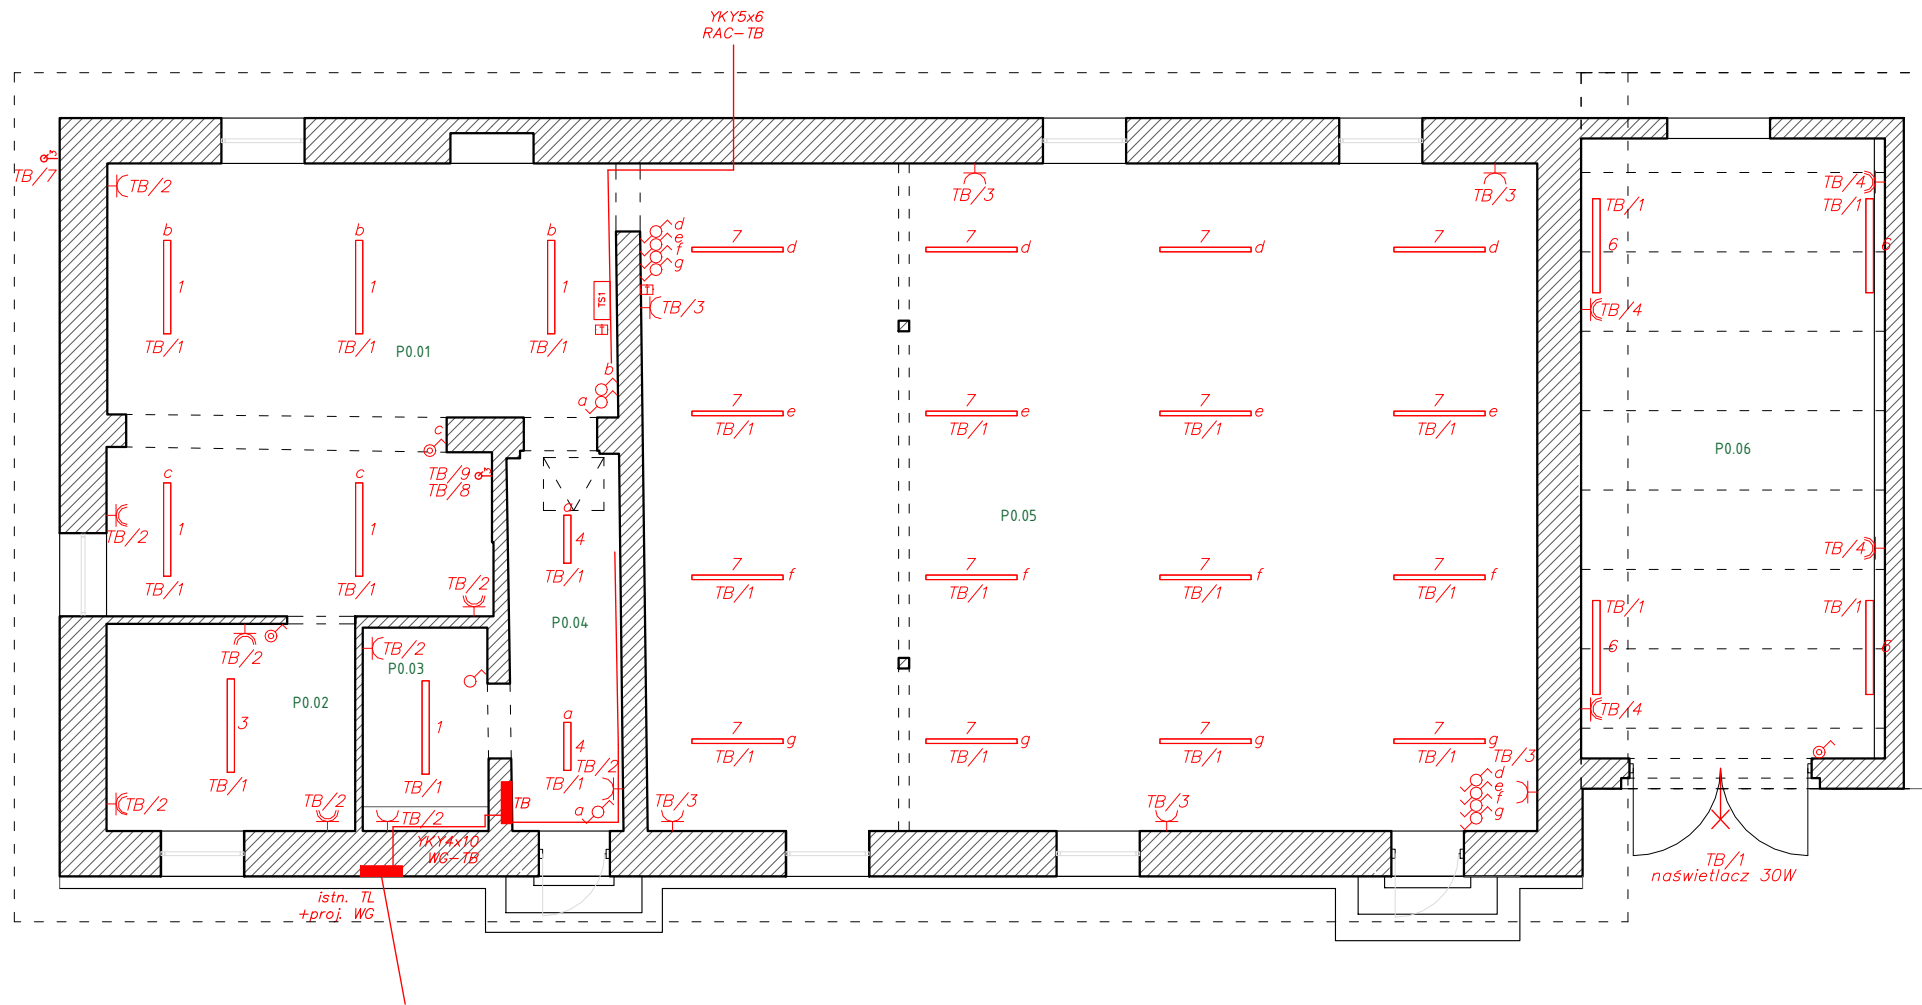 YKY5x6
RAC-TB
3
TB/7
TB/2
b
b
b
1
1
1
TB/1
TB/1
TB/1
P0.01
TS1
b
a
d
e
f
g
TB/3
TB/3
TB/3
7
d
7
d
7
d
7
d
7
e
TB/1
7
e
TB/1
7
e
TB/1
7
e
TB/1
P0.05
7
f
TB/1
7
f
TB/1
7
f
TB/1
7
f
TB/1
7
g
TB/1
7
g
TB/1
7
g
TB/1
7
g
TB/1
TB/3
TB/3
TB/3
d
e
f
g
TB/4
TB/1
TB/1
6
6
TB/4
P0.06
TB/4
TB/1
TB/1
6
6
TB/4
TB/1
naświetlacz 30W
c
TB/9
TB/8
3
c
c
1
1
TB/2
TB/1
TB/1
TB/2
a
4
TB/1
P0.04
TB/2
TB/2
P0.03
P0.02
3
TB/1
1
TB/1
a
4
TB/1
TB/2
a
TB
TB/2
TB/2
TB/2
YKY4x10
WG-TB
istn. TL
+proj. WG